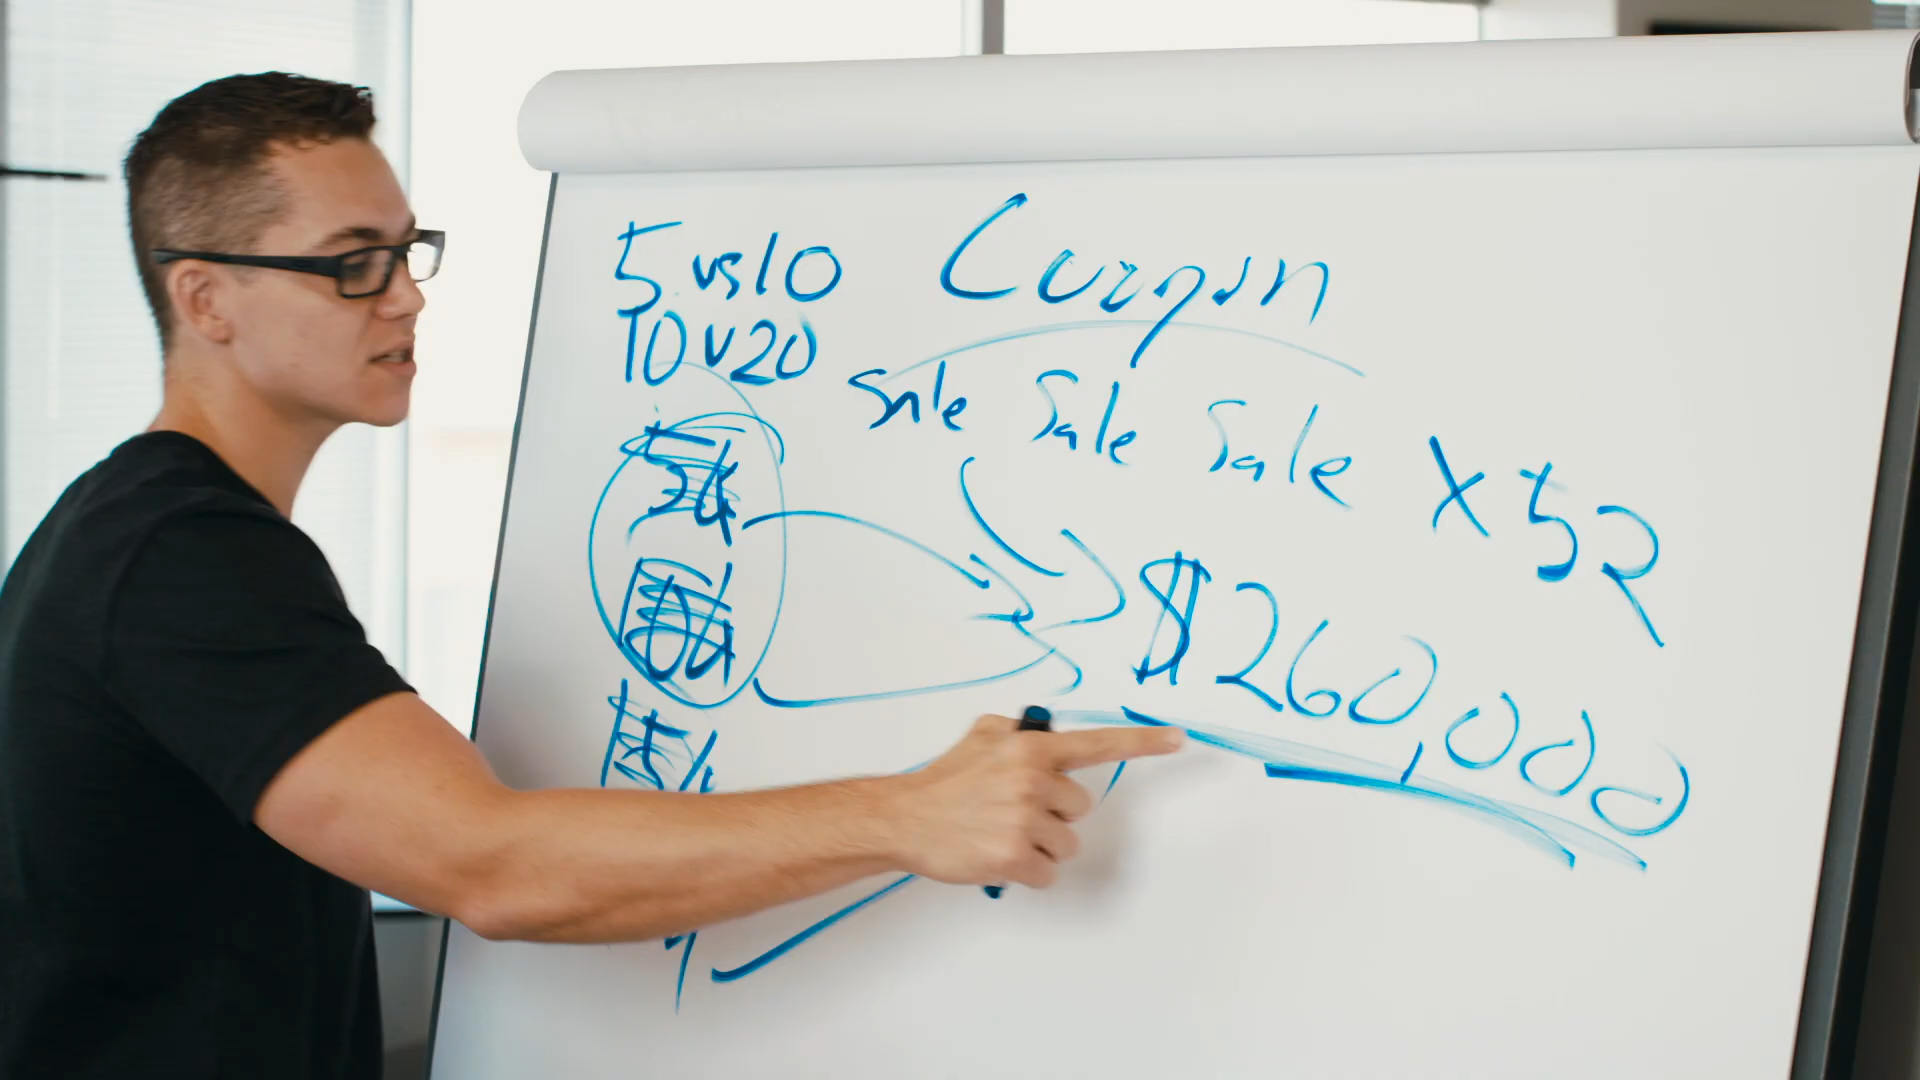 5 vs 10
Coupon
10 v 20
Sale Sale Sale
x 52
$260,000